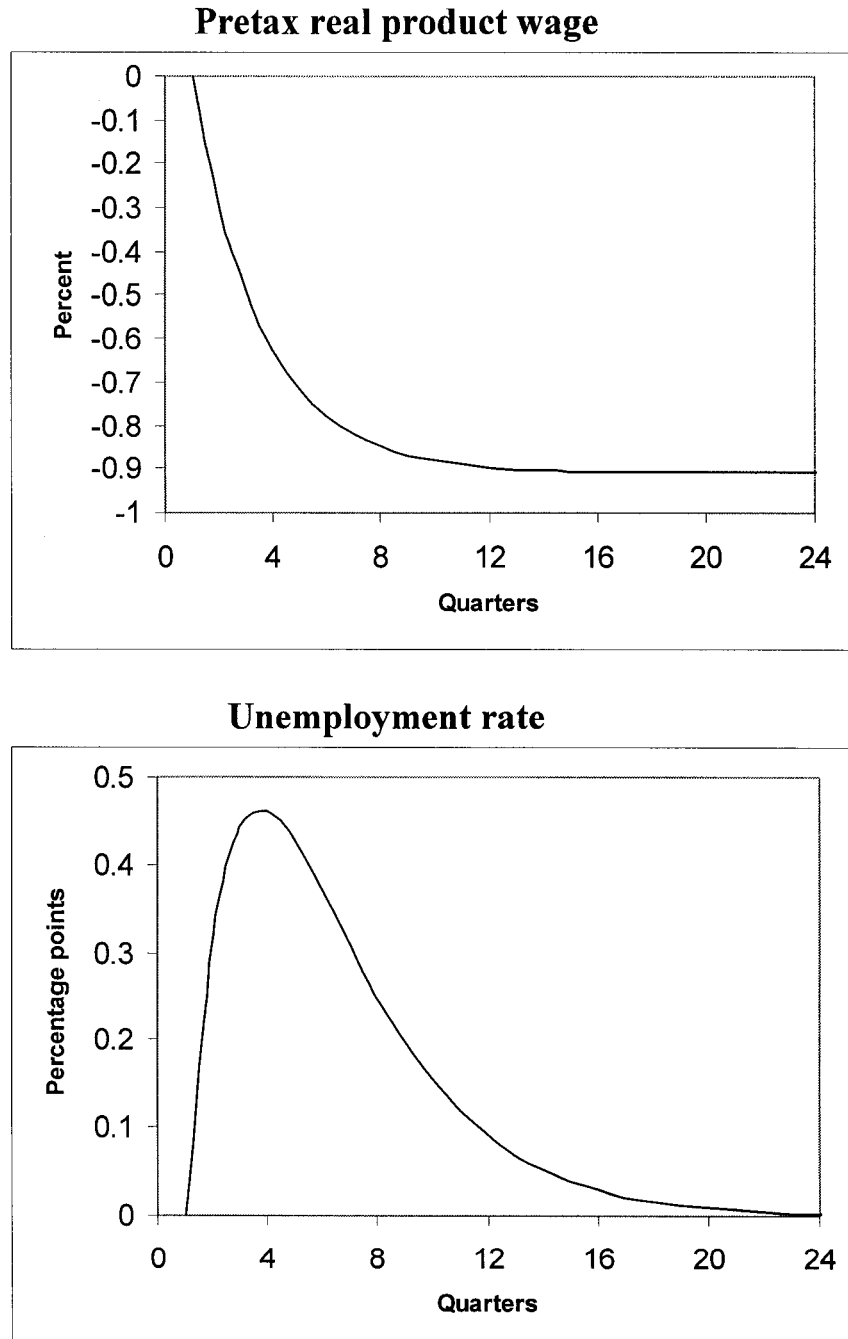 Pretax real product wage
0
-0.1
-0.2
-0.3
-0.4
-0.5
-0.6
-0.7
-0.8
-0.9
-1
Percent
0 4 8 12 16 20 24
Quarters
Unemployment rate
0.5
0.4
0.3
0.2
0.1
0
Percentage points
0 4 8 12 16 20 24
Quarters